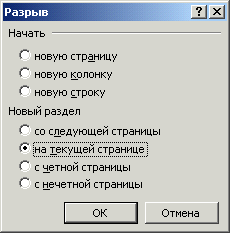 Разрыв
Начать
новую страницу
новую колонку
новую строку
Новый раздел
со следующей страницы
на текущей странице
с четной страницы
с нечетной страницы
ОК
Отмена